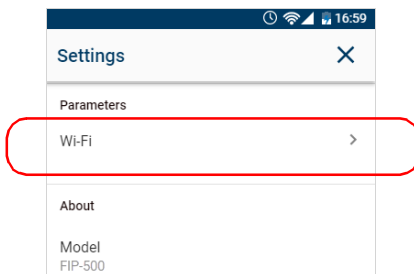 16:59
Settings
Parameters
Wi-Fi
About
Model
FIP-500